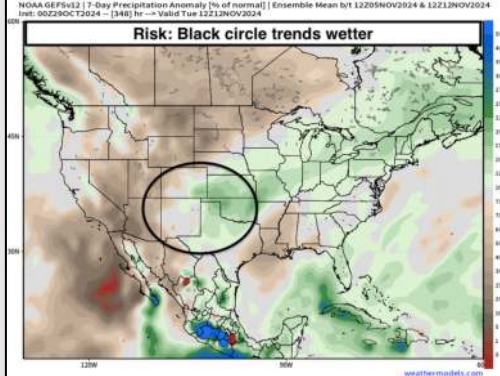 NOAA GEFSv12 | 7-Day Precipitation Anomaly [% of normal] | Ensemble Mean b/t 12Z05NOV2024 & 12Z12NOV2024
Init: 00Z29OCT2024 -- [348] hr --> Valid Tue 12Z12NOV2024
Risk: Black circle trends wetter
60N
45N
30N
120W
90W
weathermodels.com